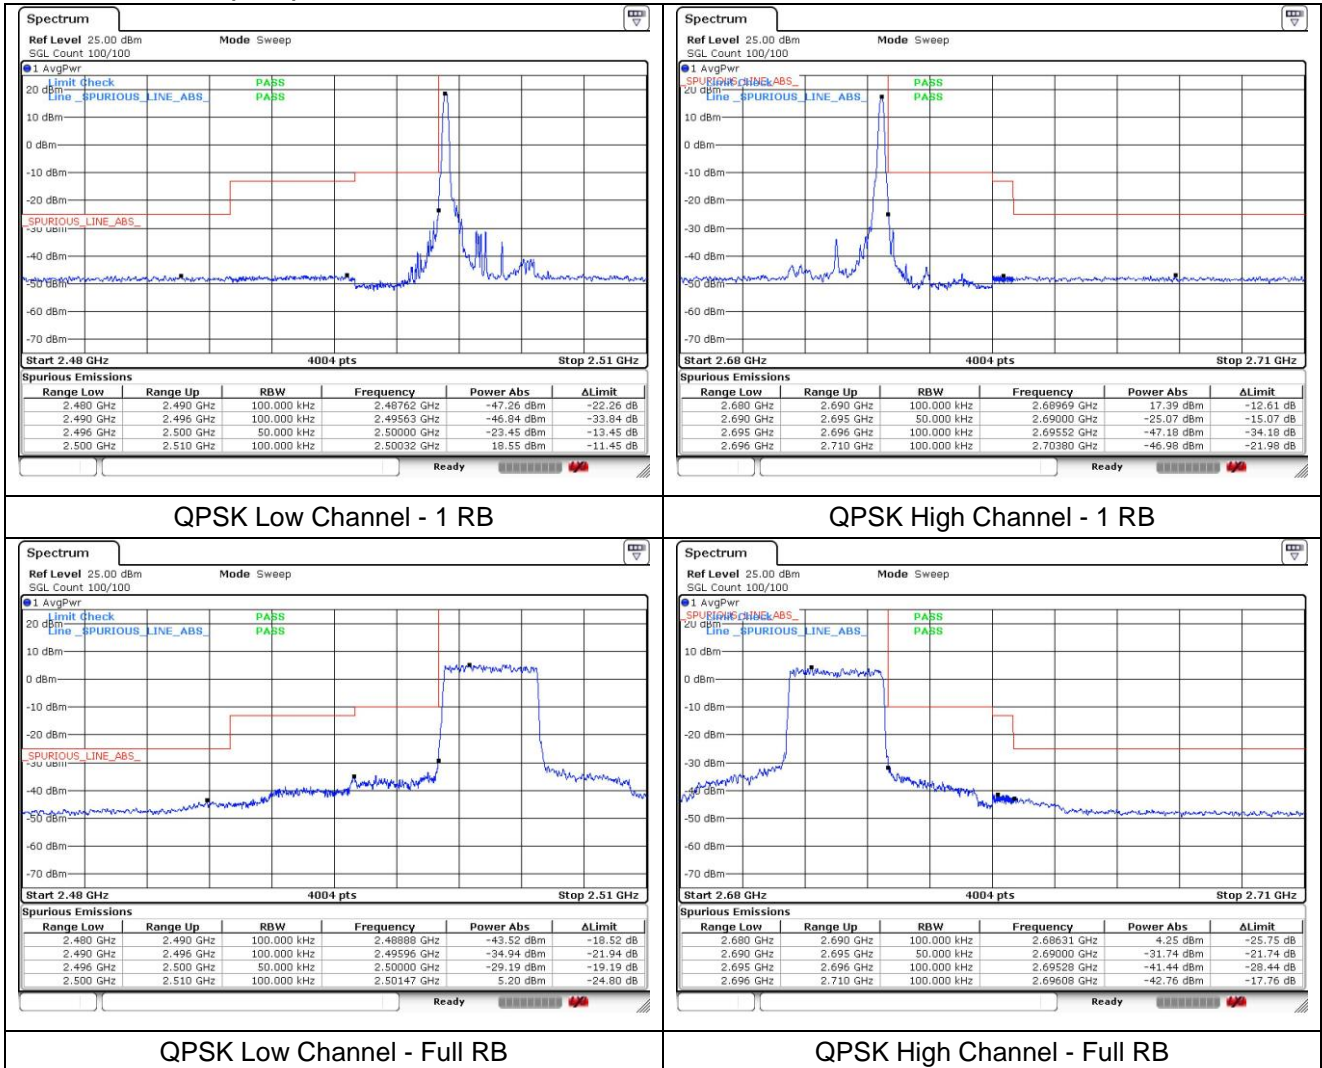 Spectrum
Ref Level 25.00 dBm Mode Sweep
SGL Count 100/100
1 AvgPwr
Limit Check PASS
Line _SPURIOUS_LINE_ABS_ PASS
20 dBm
10 dBm
0 dBm
-10 dBm
-20 dBm
_SPURIOUS_LINE_ABS_
-30 dBm
-40 dBm
-50 dBm
-60 dBm
-70 dBm
Start 2.48 GHz 4004 pts Stop 2.51 GHz
Spurious Emissions
Range Low Range Up RBW Frequency Power Abs ΔLimit
2.480 GHz 2.490 GHz 100.000 kHz 2.48762 GHz -47.26 dBm -22.26 dB
2.490 GHz 2.496 GHz 100.000 kHz 2.49563 GHz -46.84 dBm -33.84 dB
2.496 GHz 2.500 GHz 50.000 kHz 2.50000 GHz -23.45 dBm -13.45 dB
2.500 GHz 2.510 GHz 100.000 kHz 2.50032 GHz 18.55 dBm -11.45 dB
Ready
QPSK Low Channel - 1 RB
Spectrum
Ref Level 25.00 dBm Mode Sweep
SGL Count 100/100
1 AvgPwr
_SPURIOUS_LINE_ABS_
Limit Check PASS
Line _SPURIOUS_LINE_ABS_ PASS
20 dBm
10 dBm
0 dBm
-10 dBm
-20 dBm
-30 dBm
-40 dBm
-50 dBm
-60 dBm
-70 dBm
Start 2.68 GHz 4004 pts Stop 2.71 GHz
Spurious Emissions
Range Low Range Up RBW Frequency Power Abs ΔLimit
2.680 GHz 2.690 GHz 100.000 kHz 2.68969 GHz 17.39 dBm -12.61 dB
2.690 GHz 2.695 GHz 50.000 kHz 2.69000 GHz -25.07 dBm -15.07 dB
2.695 GHz 2.696 GHz 100.000 kHz 2.69552 GHz -47.18 dBm -34.18 dB
2.696 GHz 2.710 GHz 100.000 kHz 2.70380 GHz -46.98 dBm -21.98 dB
Ready
QPSK High Channel - 1 RB
Spectrum
Ref Level 25.00 dBm Mode Sweep
SGL Count 100/100
1 AvgPwr
Limit Check PASS
Line _SPURIOUS_LINE_ABS_ PASS
20 dBm
10 dBm
0 dBm
-10 dBm
-20 dBm
_SPURIOUS_LINE_ABS_
-30 dBm
-40 dBm
-50 dBm
-60 dBm
-70 dBm
Start 2.48 GHz 4004 pts Stop 2.51 GHz
Spurious Emissions
Range Low Range Up RBW Frequency Power Abs ΔLimit
2.480 GHz 2.490 GHz 100.000 kHz 2.48888 GHz -43.52 dBm -18.52 dB
2.490 GHz 2.496 GHz 100.000 kHz 2.49596 GHz -34.94 dBm -21.94 dB
2.496 GHz 2.500 GHz 50.000 kHz 2.50000 GHz -29.19 dBm -19.19 dB
2.500 GHz 2.510 GHz 100.000 kHz 2.50147 GHz 5.20 dBm -24.80 dB
Ready
QPSK Low Channel - Full RB
Spectrum
Ref Level 25.00 dBm Mode Sweep
SGL Count 100/100
1 AvgPwr
_SPURIOUS_LINE_ABS_
Limit Check PASS
Line _SPURIOUS_LINE_ABS_ PASS
20 dBm
10 dBm
0 dBm
-10 dBm
-20 dBm
-30 dBm
-40 dBm
-50 dBm
-60 dBm
-70 dBm
Start 2.68 GHz 4004 pts Stop 2.71 GHz
Spurious Emissions
Range Low Range Up RBW Frequency Power Abs ΔLimit
2.680 GHz 2.690 GHz 100.000 kHz 2.68631 GHz 4.25 dBm -25.75 dB
2.690 GHz 2.695 GHz 50.000 kHz 2.69000 GHz -31.74 dBm -21.74 dB
2.695 GHz 2.696 GHz 100.000 kHz 2.69528 GHz -41.44 dBm -28.44 dB
2.696 GHz 2.710 GHz 100.000 kHz 2.69608 GHz -42.76 dBm -17.76 dB
Ready
QPSK High Channel - Full RB